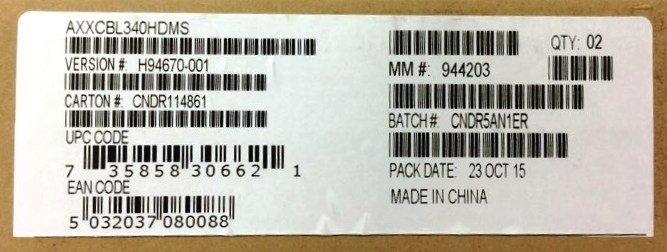 AXXCBL340HDMS
VERSION #: H94670-001
CARTON #: CNDR114861
UPC CODE
7 35858 30662 1
EAN CODE
5 032037 080088
QTY: 02
MM #: 944203
BATCH #: CNDR5AN1ER
PACK DATE: 23 OCT 15
MADE IN CHINA